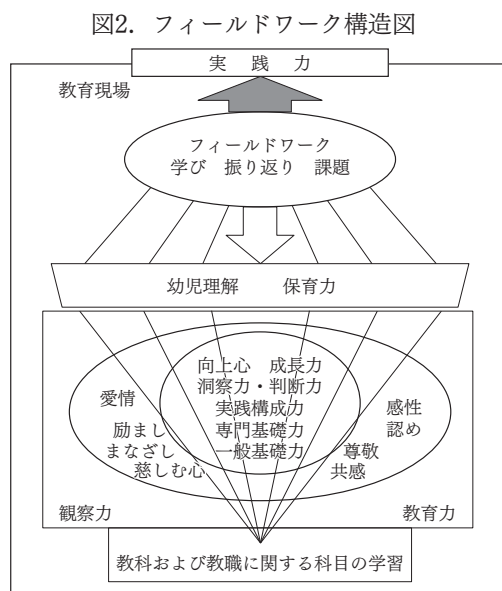 図2. フィールドワーク構造図
実 践 力
教育現場
フィールドワーク
学び 振り返り 課題
幼児理解 保育力
向上心 成長力
洞察力・判断力
実践構成力
専門基礎力
一般基礎力
愛情
励まし
まなざし
慈しむ心
感性
認め
尊敬
共感
観察力
教育力
教科および教職に関する科目の学習